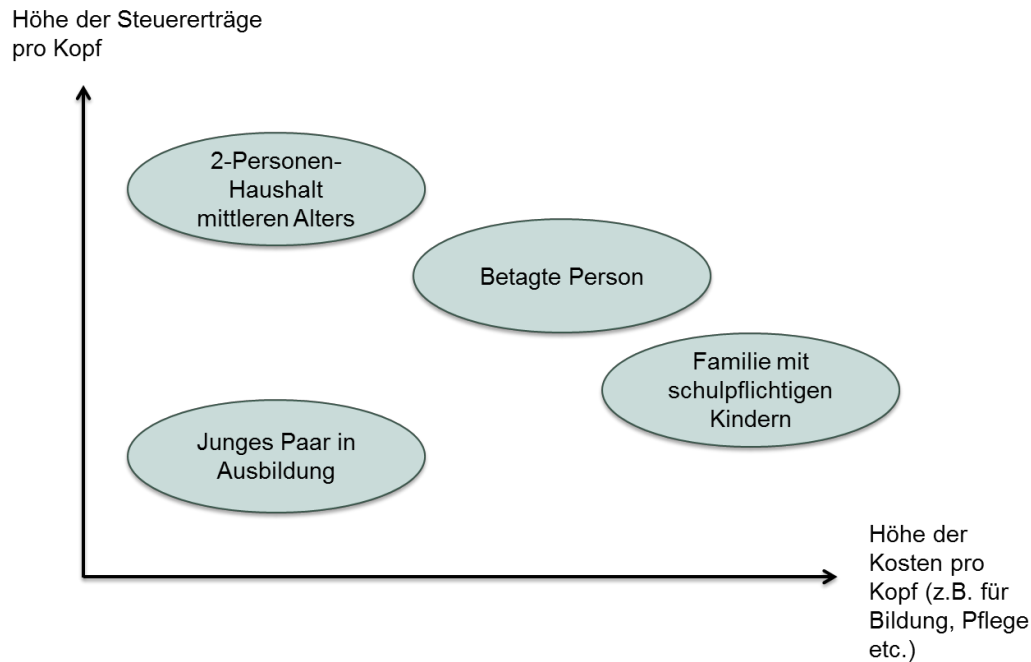 Höhe der Steuererträge
pro Kopf
2-Personen-
Haushalt
mittleren Alters
Betagte Person
Familie mit
schulpflichtigen
Kindern
Junges Paar in
Ausbildung
Höhe der
Kosten pro
Kopf (z.B. für
Bildung, Pflege
etc.)